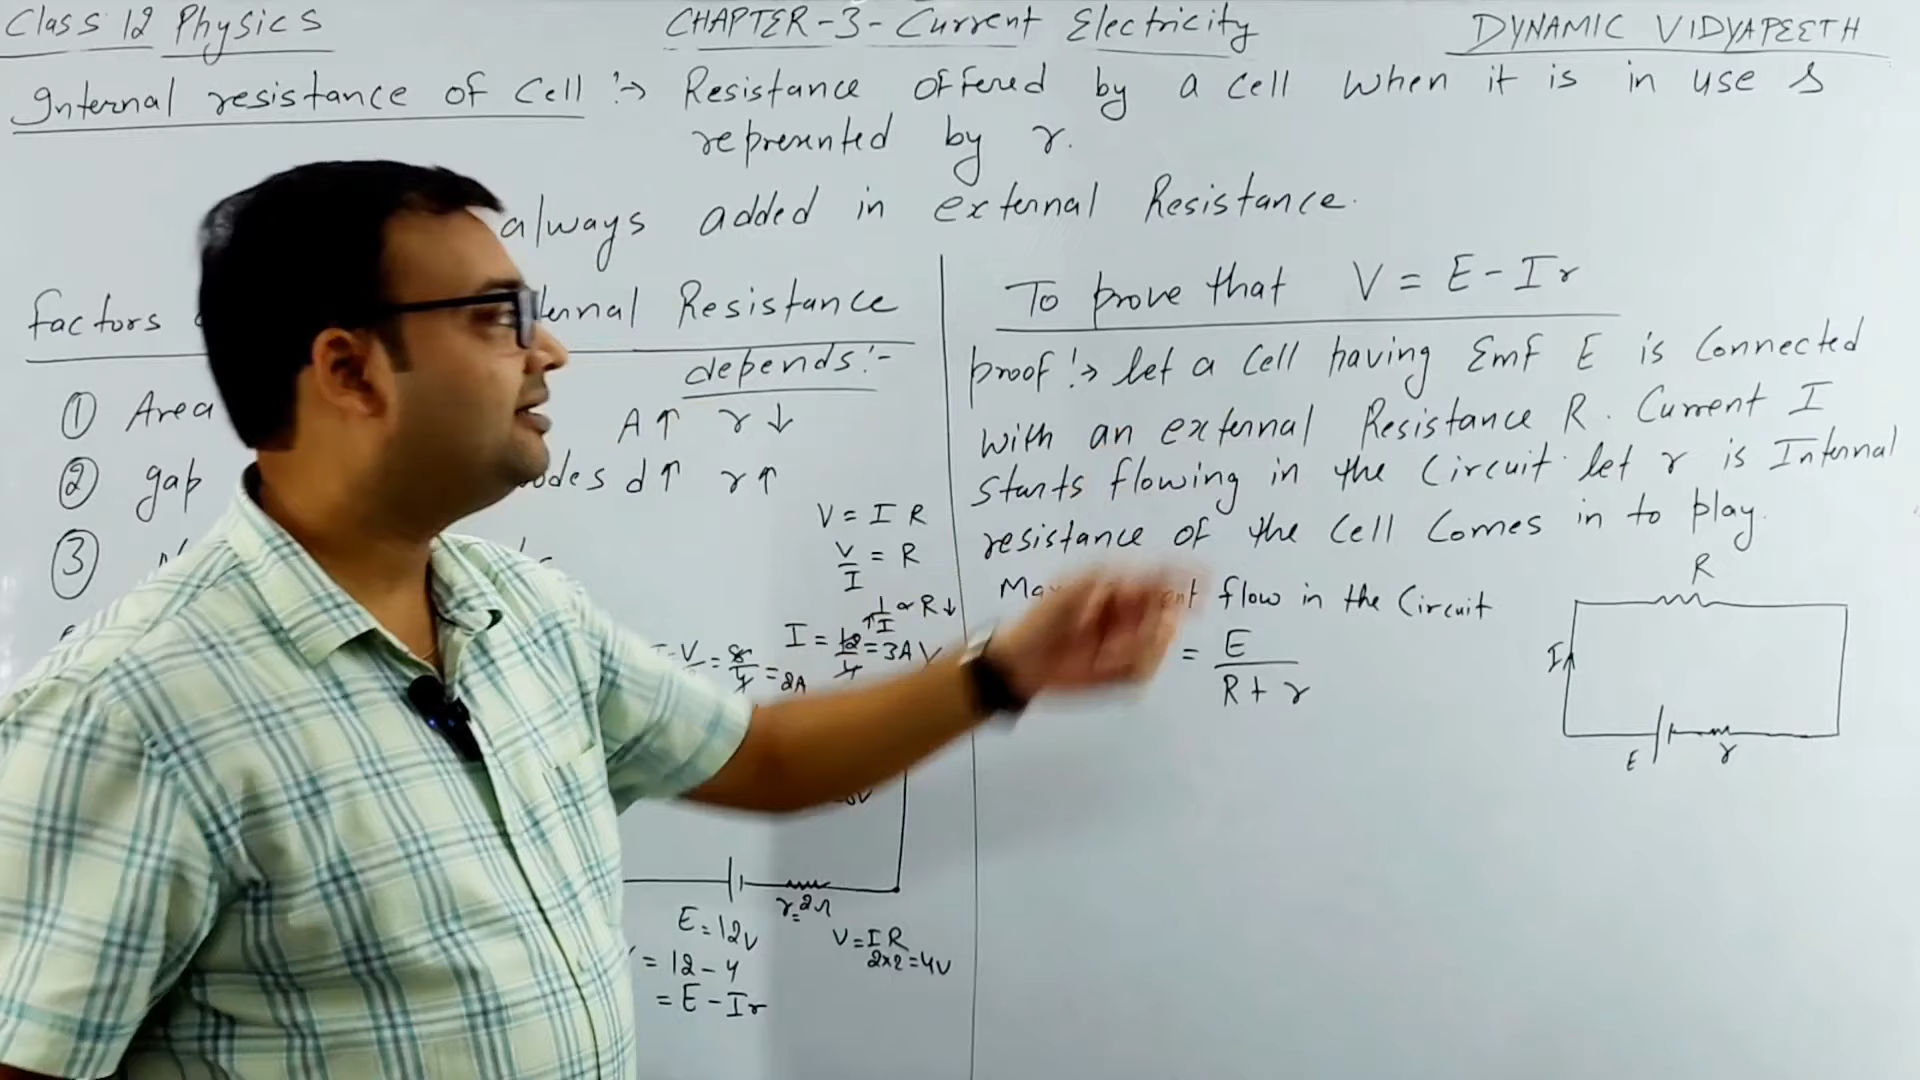 Class 12 Physics
CHAPTER-3-Current Electricity
DYNAMIC VIDYAPEETH
Internal resistance of Cell :→ Resistance offered by a cell when it is in use &
represented by r.
always added in external Resistance.
factors
Resistance
depends:-
① Area
A↑ r↓
② gap
d↑ r↑
③
V = I R
V/I = R
↑1/I ∝ R↓
I = 12/4 = 3A
V/ = 8/4 = 2A
E = 12V
r = 2Ω
V = I R
2×2 = 4V
= 12 - 4
= E - Ir
To prove that V = E - Ir
proof :→ let a cell having Emf E is Connected
with an external Resistance R. Current I
starts flowing in the Circuit. let r is Internal
resistance of the cell Comes in to play.
flow in the Circuit
= E/(R + r)
R
I
E
r